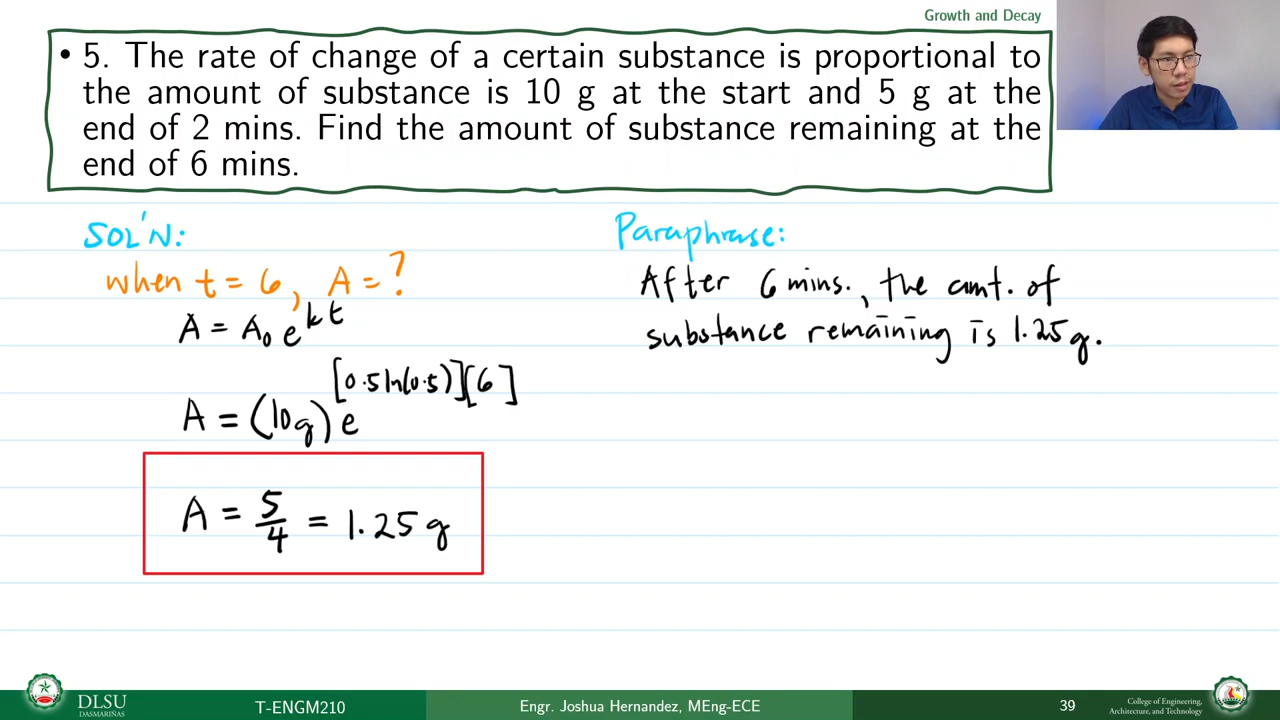 Growth and Decay
• 5. The rate of change of a certain substance is proportional to
the amount of substance is 10 g at the start and 5 g at the
end of 2 mins. Find the amount of substance remaining at the
end of 6 mins.
SOL'N:
when t = 6, A = ?
A = A₀ e^{kt}
A = (10g) e^{[0.5 ln(0.5)][6]}
A = 5/4 = 1.25 g
Paraphrase:
After 6 mins., the amt. of
substance remaining is 1.25 g.
DLSU
DASMARIÑAS
T-ENGM210
Engr. Joshua Hernandez, MEng-ECE
39
College of Engineering,
Architecture, and Technology